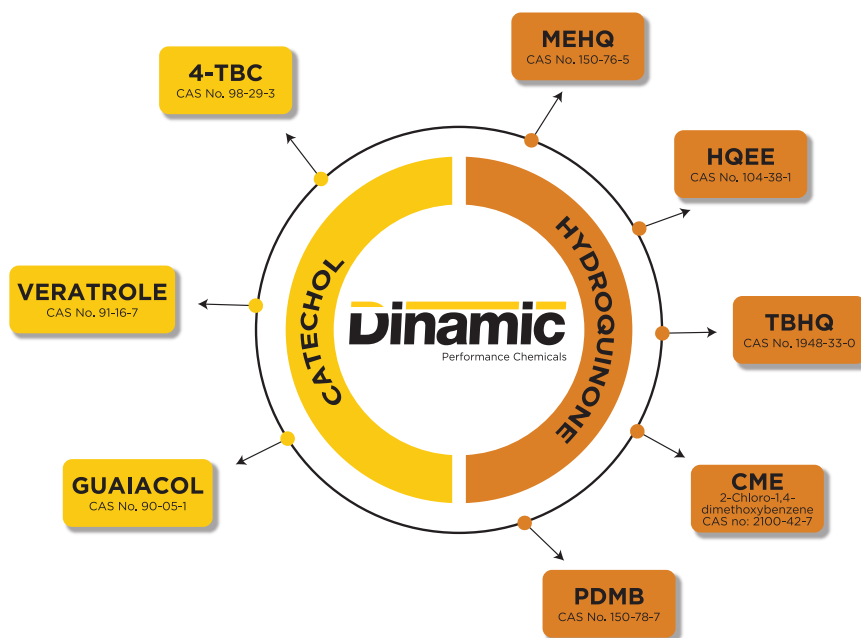 MEHQ
CAS No. 150-76-5
4-TBC
CAS No. 98-29-3
HQEE
CAS No. 104-38-1
VERATROLE
CAS No. 91-16-7
CATECHOL
HYDROQUINONE
Dinamic
Performance Chemicals
TBHQ
CAS No. 1948-33-0
GUAIACOL
CAS No. 90-05-1
CME
2-Chloro-1,4-
dimethoxybenzene
CAS no: 2100-42-7
PDMB
CAS No. 150-78-7